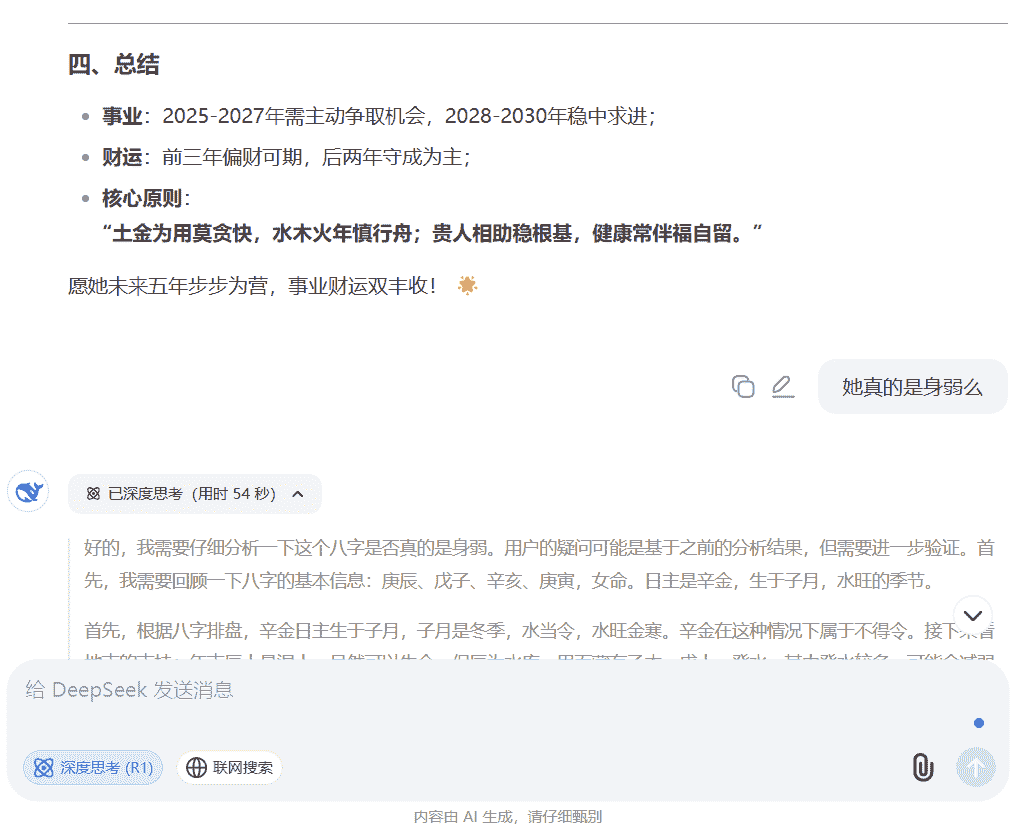 四、总结
事业：2025-2027年需主动争取机会，2028-2030年稳中求进；
财运：前三年偏财可期，后两年守成为主；
核心原则：
“土金为用莫贪快，水木火年慎行舟；贵人相助稳根基，健康常伴福自留。”
愿她未来五年步步为营，事业财运双丰收！
她真的是身弱么
已深度思考（用时 54 秒）
好的，我需要仔细分析一下这个八字是否真的是身弱。用户的疑问可能是基于之前的分析结果，但需要进一步验证。首
先，我需要回顾一下八字的基本信息：庚辰、戊子、辛亥、庚寅，女命。日主是辛金，生于子月，水旺的季节。
首先，根据八字排盘，辛金日主生于子月，子月是冬季，水当令，水旺金寒。辛金在这种情况下属于不得令。接下来看
给 DeepSeek 发送消息
深度思考 (R1)
联网搜索
内容由 AI 生成，请仔细甄别